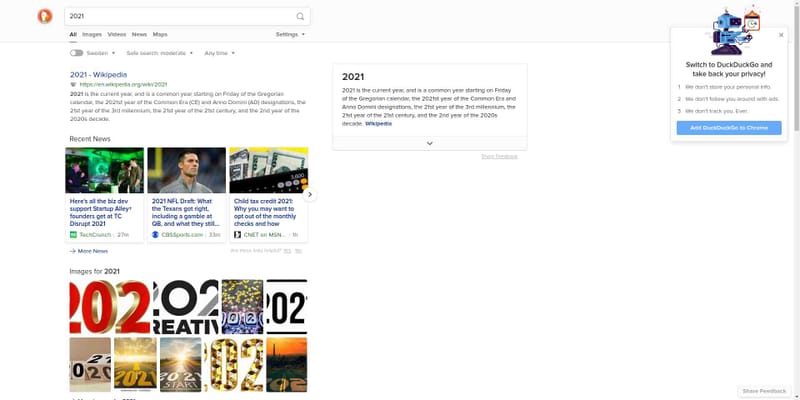 2021
All Images Videos News Maps Settings
Sweden Safe search: moderate Any time
2021 - Wikipedia
https://en.wikipedia.org/wiki/2021
2021 is the current year, and is a common year starting on Friday of the Gregorian
calendar, the 2021st year of the Common Era (CE) and Anno Domini (AD) designations, the
21st year of the 3rd millennium, the 21st year of the 21st century, and the 2nd year of the
2020s decade.
Recent News
Here's all the biz dev
support Startup Alley
founders get at TC
Disrupt 2021
TechCrunch 27m
2021 NFL Draft: What
the Texans got right,
including a gamble at
QB, and what they still...
CBSSports.com 33m
3,600
Child tax credit 2021:
Why you may want to
opt out of the monthly
checks and how
CNET on MSN... 1h
→ More News
Are these links helpful? Yes No
Images for 2021
2021
START
2021
2021 is the current year, and is a common year starting on Friday
of the Gregorian calendar, the 2021st year of the Common Era and
Anno Domini designations, the 21st year of the 3rd millennium,
the 21st year of the 21st century, and the 2nd year of the 2020s
decade. Wikipedia
Share Feedback
Switch to DuckDuckGo and
take back your privacy!
1 We don't store your personal info.
2 We don't follow you around with ads.
3 We don't track you. Ever.
Add DuckDuckGo to Chrome
Share Feedback